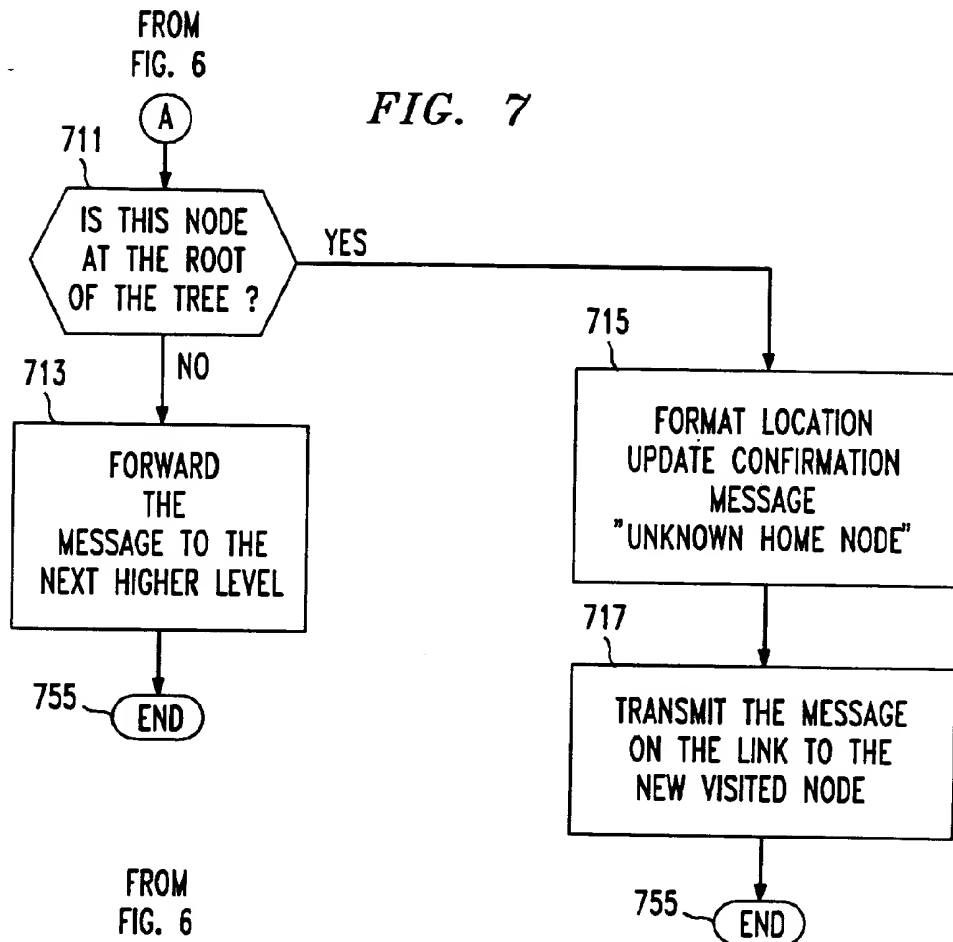 FROM
FIG. 6
A
FIG. 7
711
IS THIS NODE
AT THE ROOT
OF THE TREE ?
YES
NO
713
FORWARD
THE
MESSAGE TO THE
NEXT HIGHER LEVEL
755
END
715
FORMAT LOCATION
UPDATE CONFIRMATION
MESSAGE
"UNKNOWN HOME NODE"
717
TRANSMIT THE MESSAGE
ON THE LINK TO THE
NEW VISITED NODE
755
END
FROM
FIG. 6